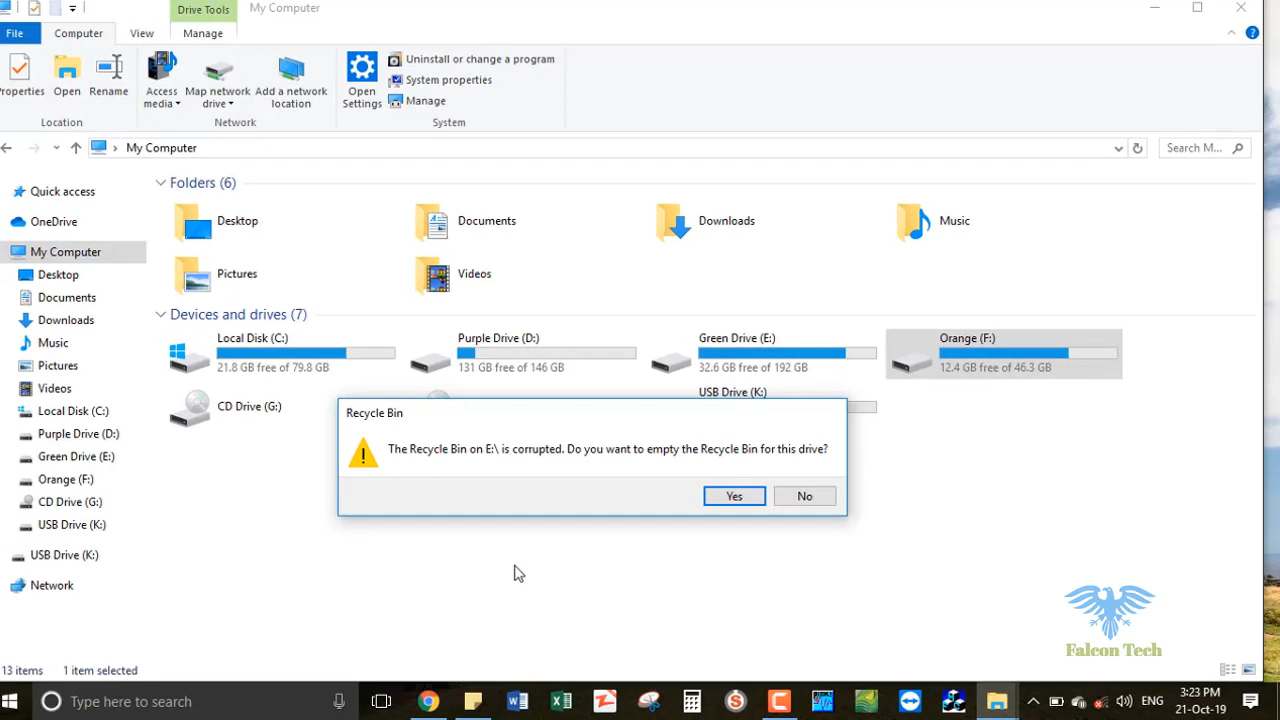 Drive Tools My Computer
File Computer View Manage
Properties Open Rename Access media Map network drive Add a network location Open Settings Uninstall or change a program
System properties
Manage
Location Network System
My Computer Search M...
Quick access
OneDrive
My Computer
Desktop
Documents
Downloads
Music
Pictures
Videos
Local Disk (C:)
Purple Drive (D:)
Green Drive (E:)
Orange (F:)
CD Drive (G:)
USB Drive (K:)
USB Drive (K:)
Network
Folders (6)
Desktop Documents Downloads Music
Pictures Videos
Devices and drives (7)
Local Disk (C:) Purple Drive (D:) Green Drive (E:) Orange (F:)
21.8 GB free of 79.8 GB 131 GB free of 146 GB 32.6 GB free of 192 GB 12.4 GB free of 46.3 GB
CD Drive (G:) USB Drive (K:)
Recycle Bin
The Recycle Bin on E:\ is corrupted. Do you want to empty the Recycle Bin for this drive?
Yes No
Falcon Tech
13 items 1 item selected
Type here to search ENG 3:23 PM
21-Oct-19